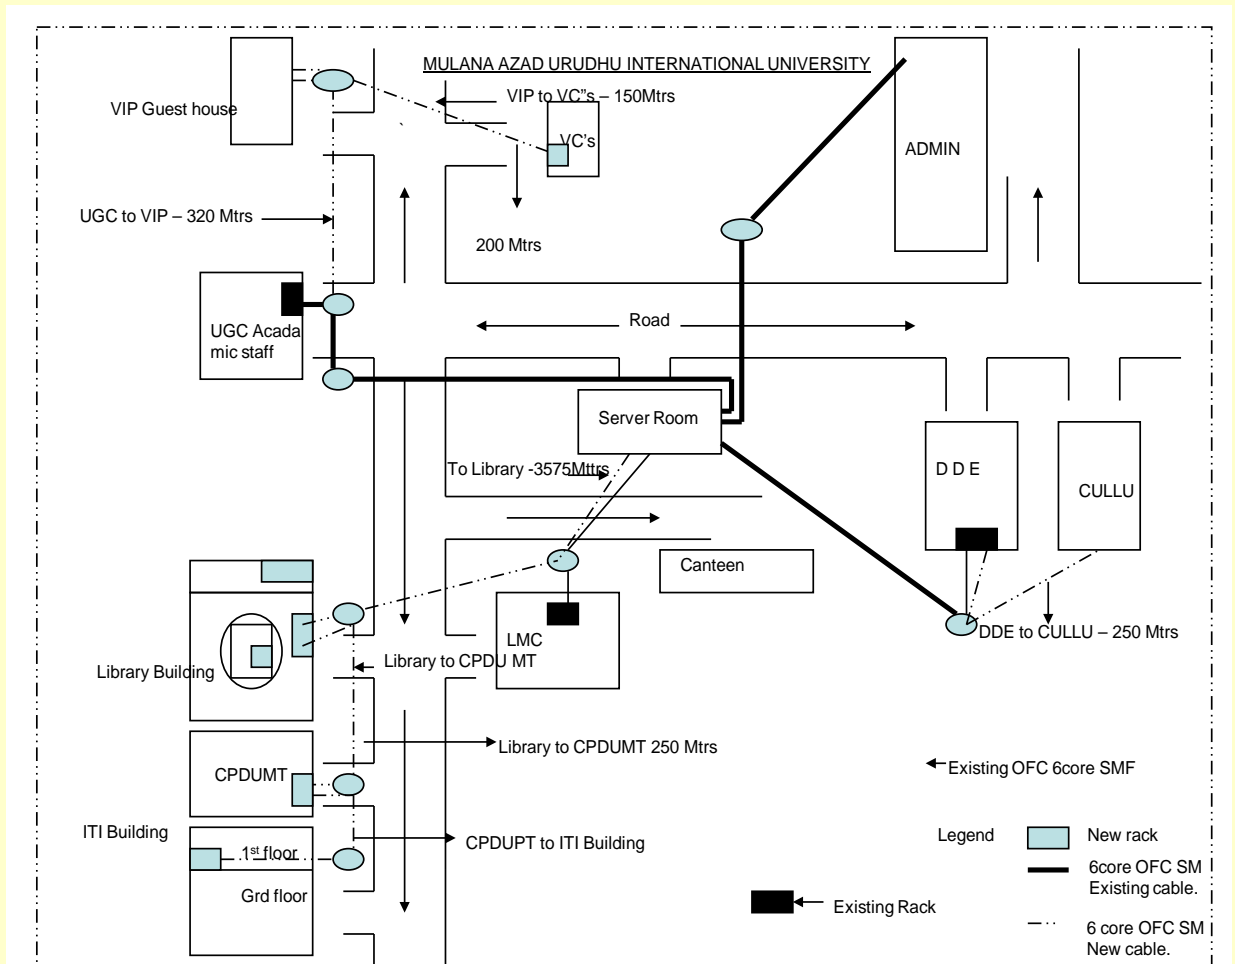 MULANA AZAD URUDHU INTERNATIONAL UNIVERSITY
VIP to VC"s – 150Mtrs
VIP Guest house
VC's
ADMIN
UGC to VIP – 320 Mtrs
200 Mtrs
UGC Acada
mic staff
Road
Server Room
To Library -3575Mttrs
D D E
CULLU
Canteen
LMC
DDE to CULLU – 250 Mtrs
Library to CPDU MT
Library Building
Library to CPDUMT 250 Mtrs
CPDUMT
Existing OFC 6core SMF
ITI Building
CPDUPT to ITI Building
1st floor
Grd floor
Legend
New rack
6core OFC SM
Existing cable.
Existing Rack
6 core OFC SM
New cable.